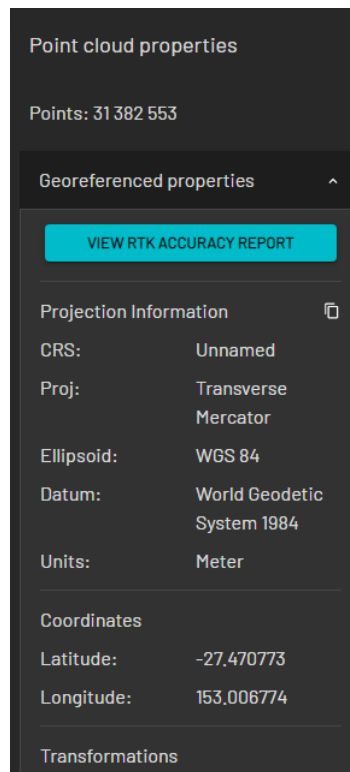 Point cloud properties
Points: 31 382 553
Georeferenced properties
VIEW RTK ACCURACY REPORT
Projection Information
CRS: Unnamed
Proj: Transverse
Mercator
Ellipsoid: WGS 84
Datum: World Geodetic
System 1984
Units: Meter
Coordinates
Latitude: -27.470773
Longitude: 153.006774
Transformations